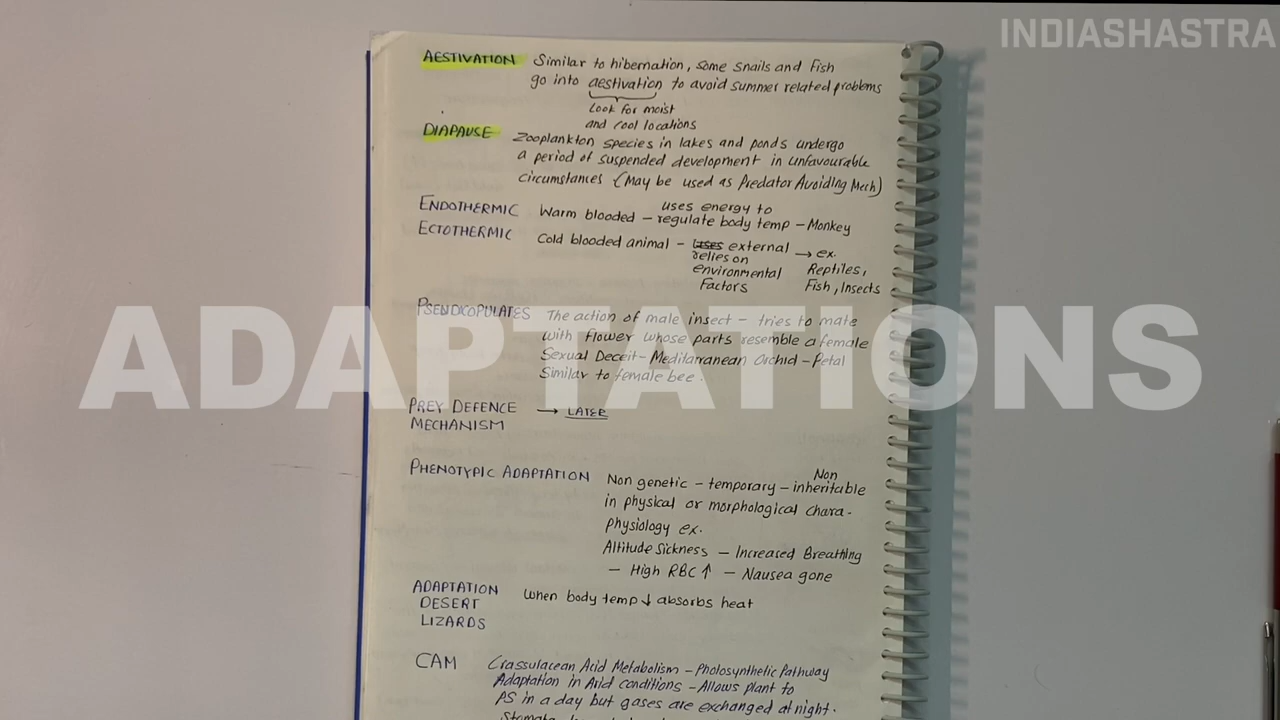 INDIASHASTRA
AESTIVATION Similar to hibernation, some snails and Fish
go into aestivation to avoid summer related problems
Look for moist
and cool locations
DIAPAUSE Zooplankton species in lakes and ponds undergo
a period of suspended development in unfavourable
circumstances (May be used as Predator Avoiding Mech)
ENDOTHERMIC Warm blooded – uses energy to
regulate body temp – Monkey
ECTOTHERMIC Cold blooded animal – uses external → ex.
relies on
environmental Reptiles,
Factors Fish, Insects
ADAPTATIONS
PSENDICOPULATES The action of male insect – tries to mate
with flower whose parts resemble a female
Sexual Deceit – Mediterranean Orchid – Petal
Similar to female bee.
PREY DEFENCE → LATER
MECHANISM
PHENOTYPIC ADAPTATION Non genetic – temporary – Non inheritable
in physical or morphological chara.
physiology ex.
Altitude Sickness – Increased Breathing
– High RBC ↑ – Nausea gone
ADAPTATION When body temp ↓ absorbs heat
DESERT
LIZARDS
CAM Crassulacean Acid Metabolism – Photosynthetic Pathway
Adaptation in Arid conditions – Allows plant to
PS in a day but gases are exchanged at night.
Stomata